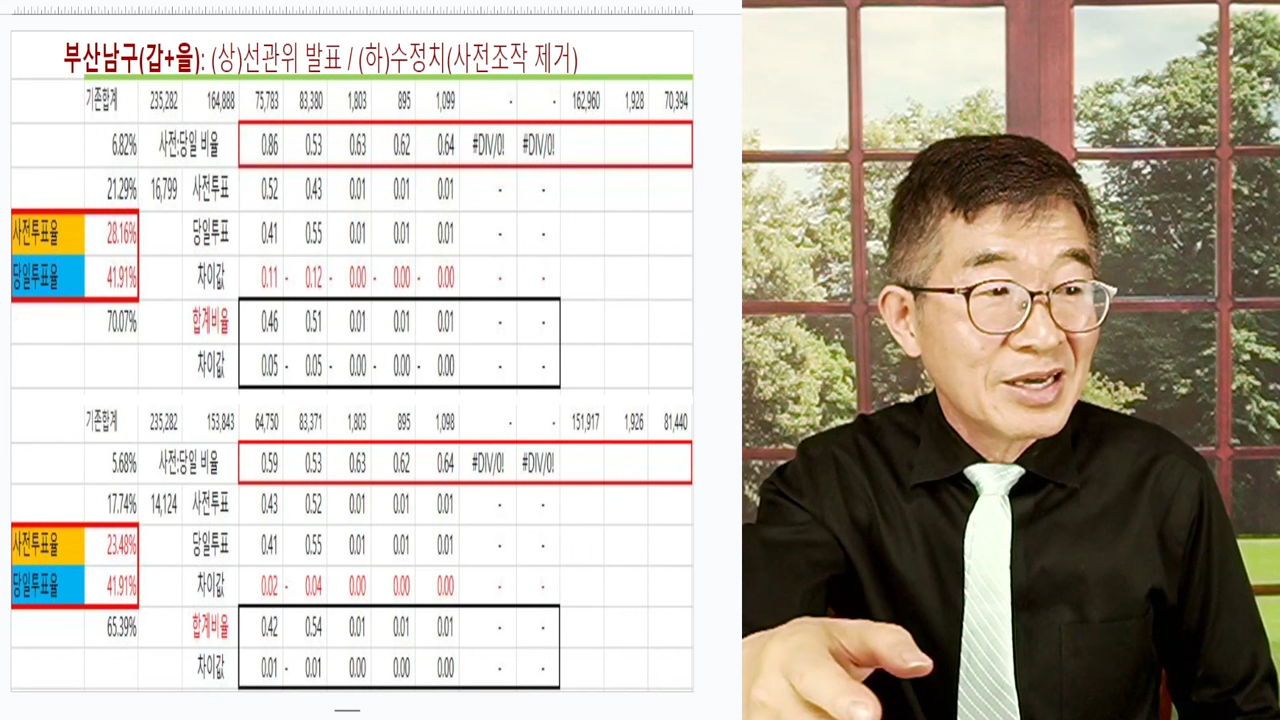 부산남구(갑+을): (상)선관위 발표 / (하)수정치(사전조작 제거)
기존합계 235,282 164,888 75,783 83,380 1,803 895 1,099 - - 162,960 1,928 70,394
6.82% 사전:당일 비율 0.86 0.53 0.63 0.62 0.64 #DIV/0! #DIV/0!
21.29% 16,799 사전투표 0.52 0.43 0.01 0.01 0.01 - -
사전투표율 28.16% 당일투표 0.41 0.55 0.01 0.01 0.01 - -
당일투표율 41.91% 차이값 0.11 - 0.12 - 0.00 - 0.00 - 0.00 - -
70.07% 합계비율 0.46 0.51 0.01 0.01 0.01 - -
차이값 0.05 - 0.05 - 0.00 - 0.00 - 0.00 - -
기존합계 235,282 153,843 64,750 83,371 1,803 895 1,098 - - 151,917 1,926 81,440
5.68% 사전:당일 비율 0.59 0.53 0.63 0.62 0.64 #DIV/0! #DIV/0!
17.74% 14,124 사전투표 0.43 0.52 0.01 0.01 0.01 - -
사전투표율 23.48% 당일투표 0.41 0.55 0.01 0.01 0.01 - -
당일투표율 41.91% 차이값 0.02 - 0.04 0.00 0.00 0.00 - -
65.39% 합계비율 0.42 0.54 0.01 0.01 0.01 - -
차이값 0.01 - 0.01 0.00 0.00 0.00 - -